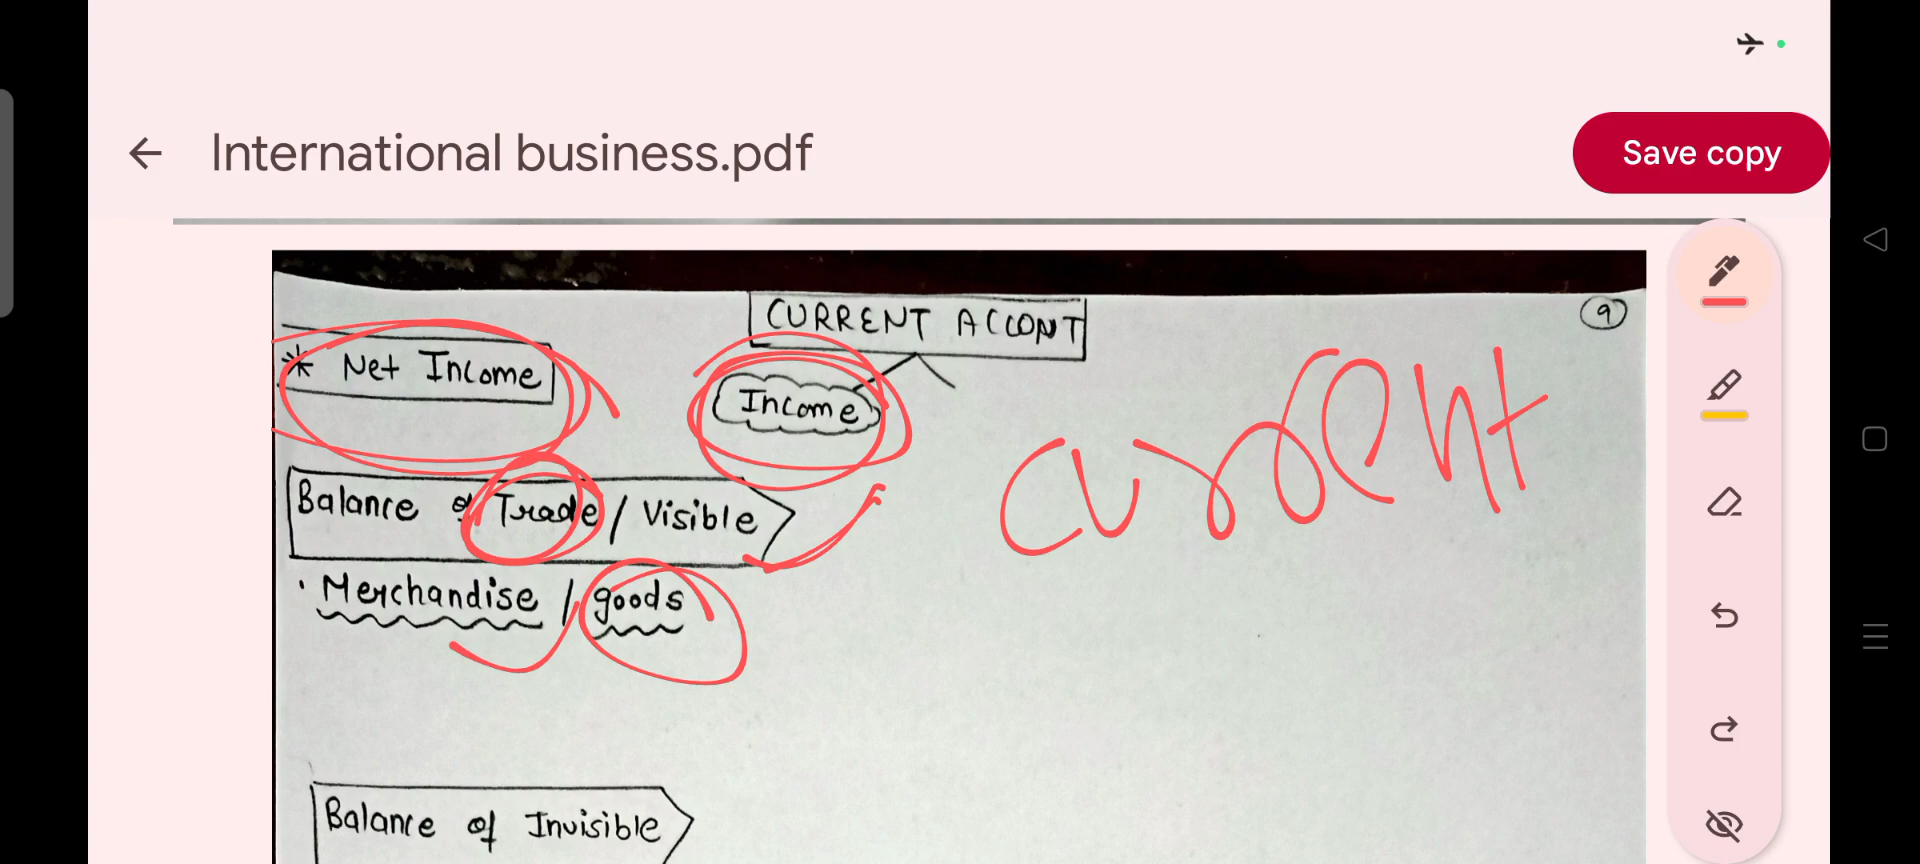 International business.pdf
Save copy
CURRENT ACCONT
9
* Net Income
Income
current
Balance of Trade / Visible
· Merchandise / goods
Balance of Invisible